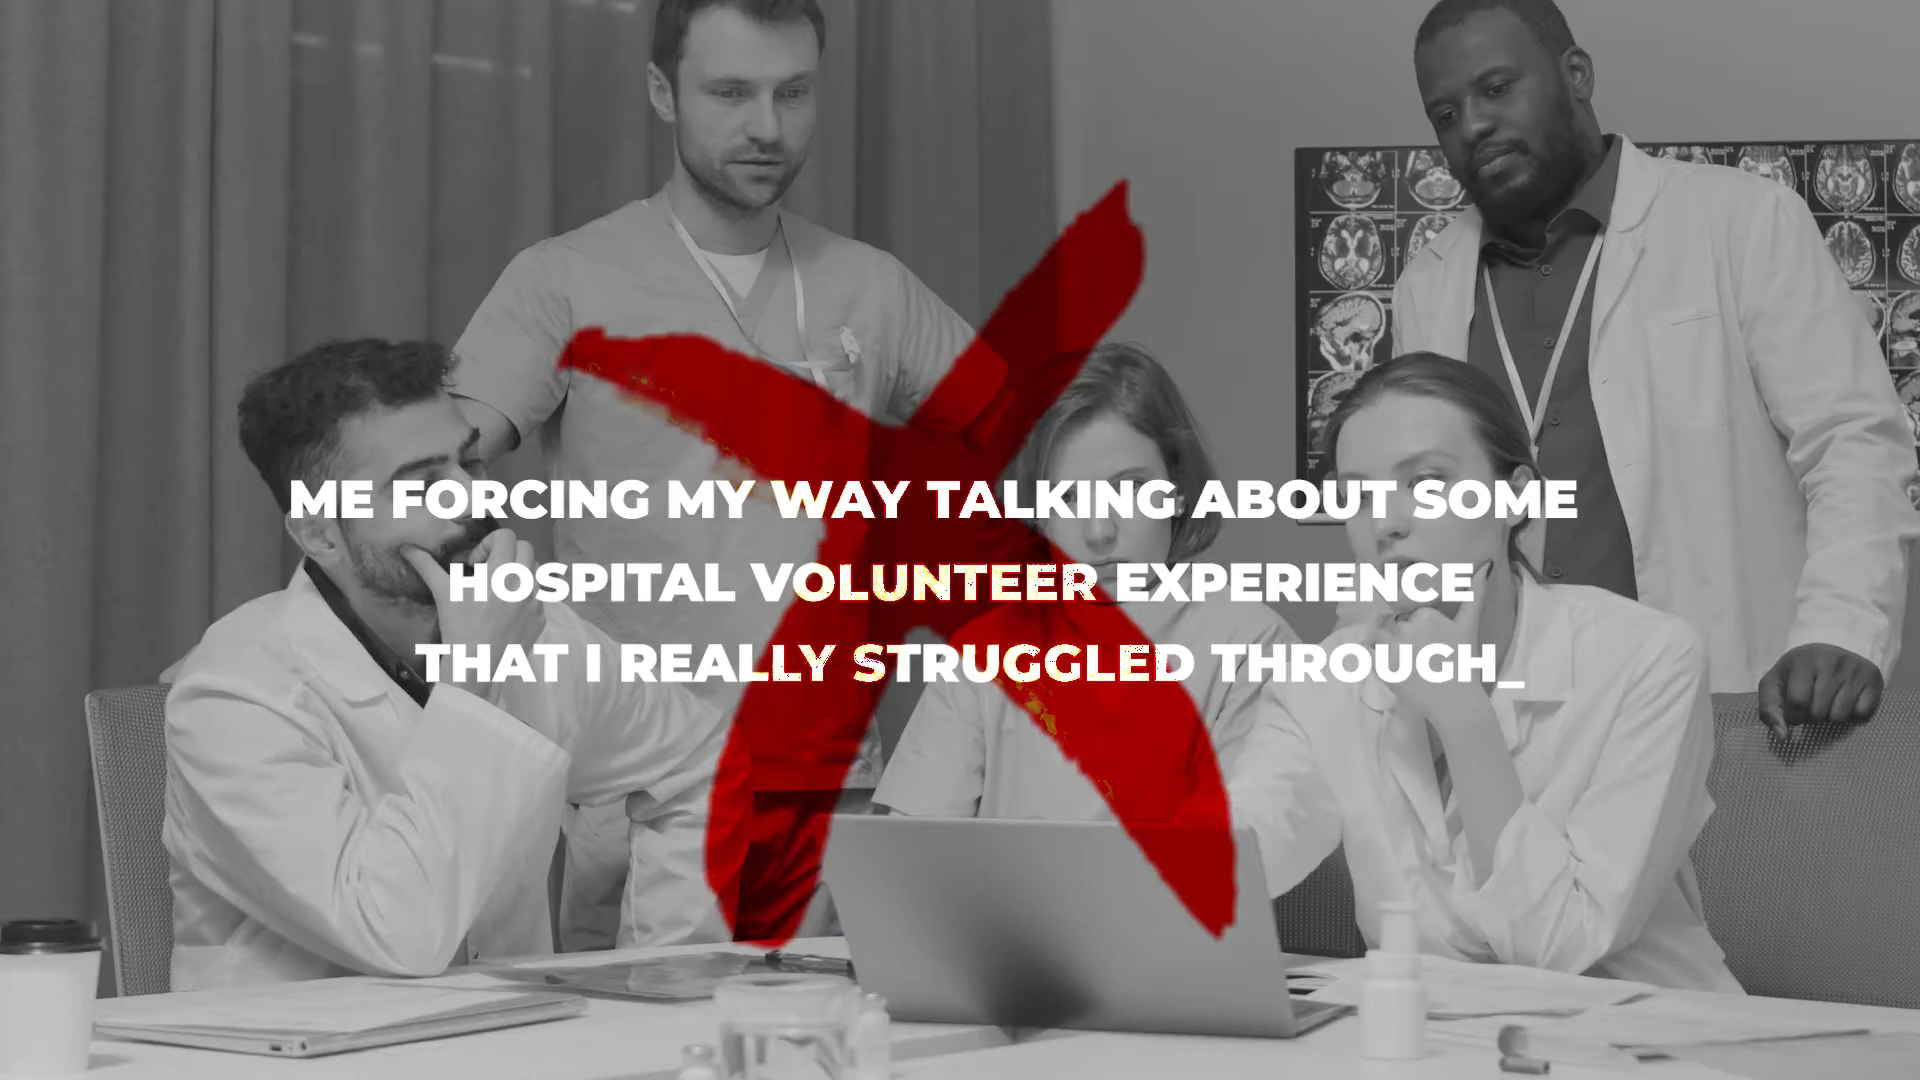 ME FORCING MY WAY TALKING ABOUT SOME
HOSPITAL VOLUNTEER EXPERIENCE
THAT I REALLY STRUGGLED THROUGH_